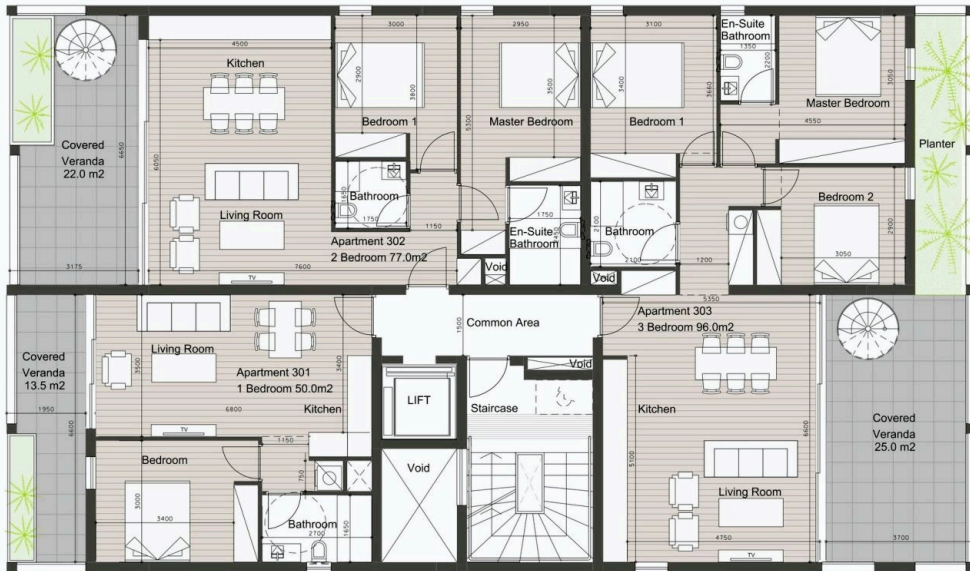 3000
2950
3100
En-Suite
Bathroom
1350
2200
4500
Kitchen
2900
3800
Bedroom 1
3500
Master Bedroom
5300
3400
3660
Bedroom 1
3050
Master Bedroom
4550
Planter
Covered
Veranda
22.0 m2
6650
6050
Living Room
1650
Bathroom
1750
1150
Apartment 302
2 Bedroom 77.0m2
1750
En-Suite
Bathroom
2100
Bathroom
2100
Bedroom 2
2900
3050
1200
3175
7600
TV
Void
Void
5350
Covered
Veranda
13.5 m2
1950
6600
Living Room
3500
Apartment 301
1 Bedroom 50.0m2
3400
6800
Kitchen
TV
1150
Common Area
1500
Apartment 303
3 Bedroom 96.0m2
Void
LIFT
Staircase
Kitchen
6600
Covered
Veranda
25.0 m2
Bedroom
750
3000
3400
Bathroom
2700
1650
Void
5100
Living Room
TV
4750
3700